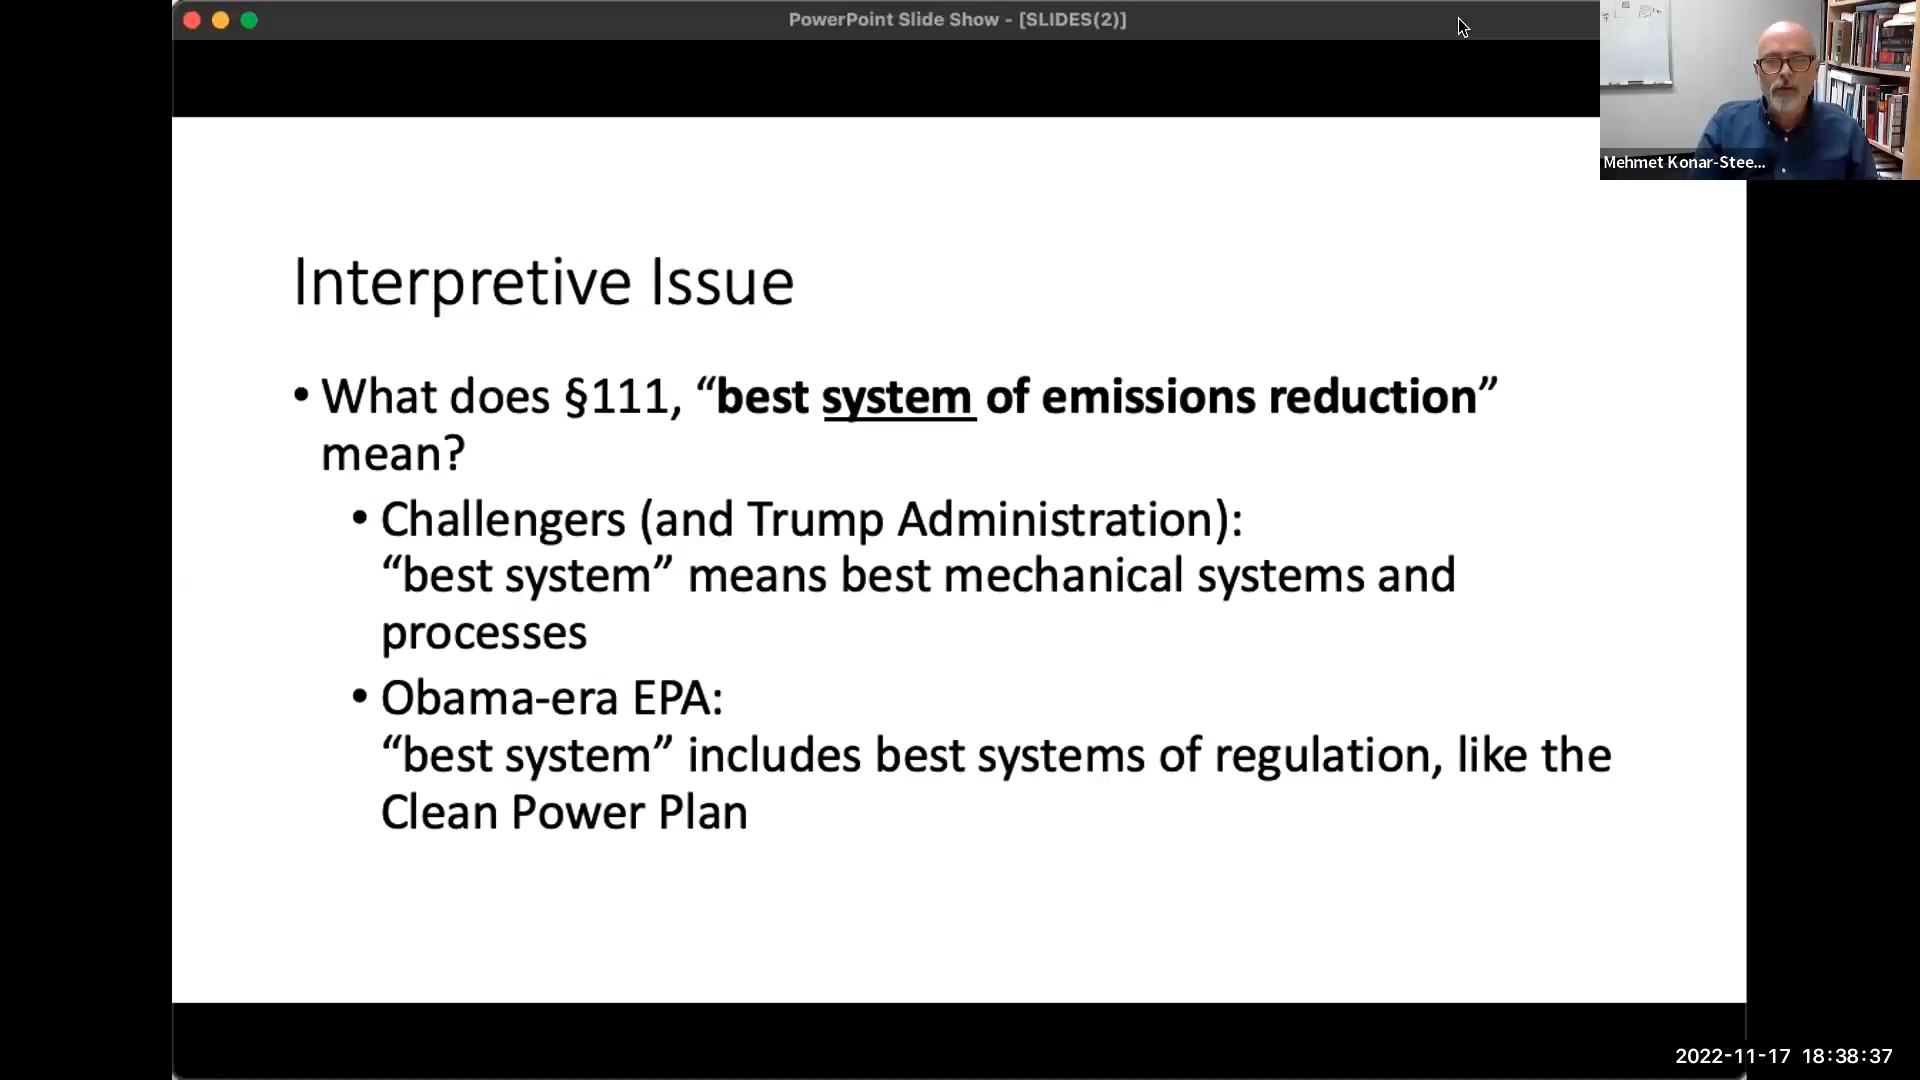 PowerPoint Slide Show - [SLIDES(2)]
Mehmet Konar-Stee...
Interpretive Issue
• What does §111, “best system of emissions reduction”
mean?
• Challengers (and Trump Administration):
“best system” means best mechanical systems and
processes
• Obama-era EPA:
“best system” includes best systems of regulation, like the
Clean Power Plan
2022-11-17 18:38:37